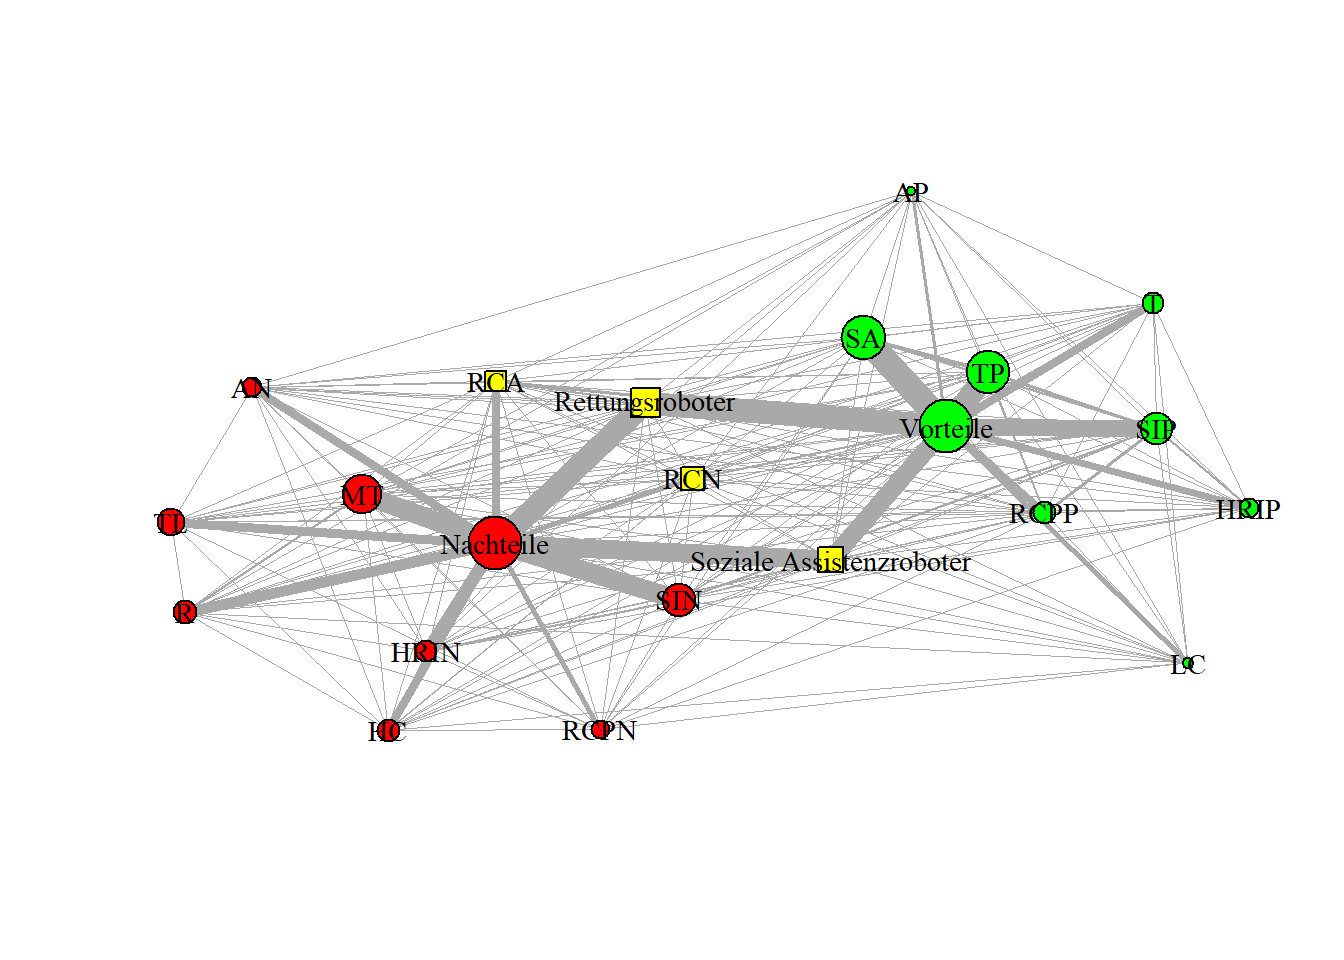 AP
I
SA
TP
RCA
AN
Rettungsroboter
Vorteile
SIP
RCN
MT
HRIP
RCPP
TL
Nachteile
Soziale Assistenzroboter
SIN
R
HRIN
LC
HC
RCPN